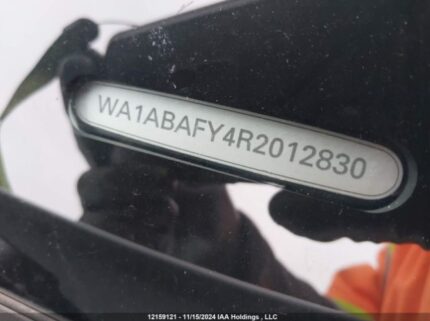 WA1ABAFY4R2012830
12159121 - 11/15/2024 IAA Holdings , LLC